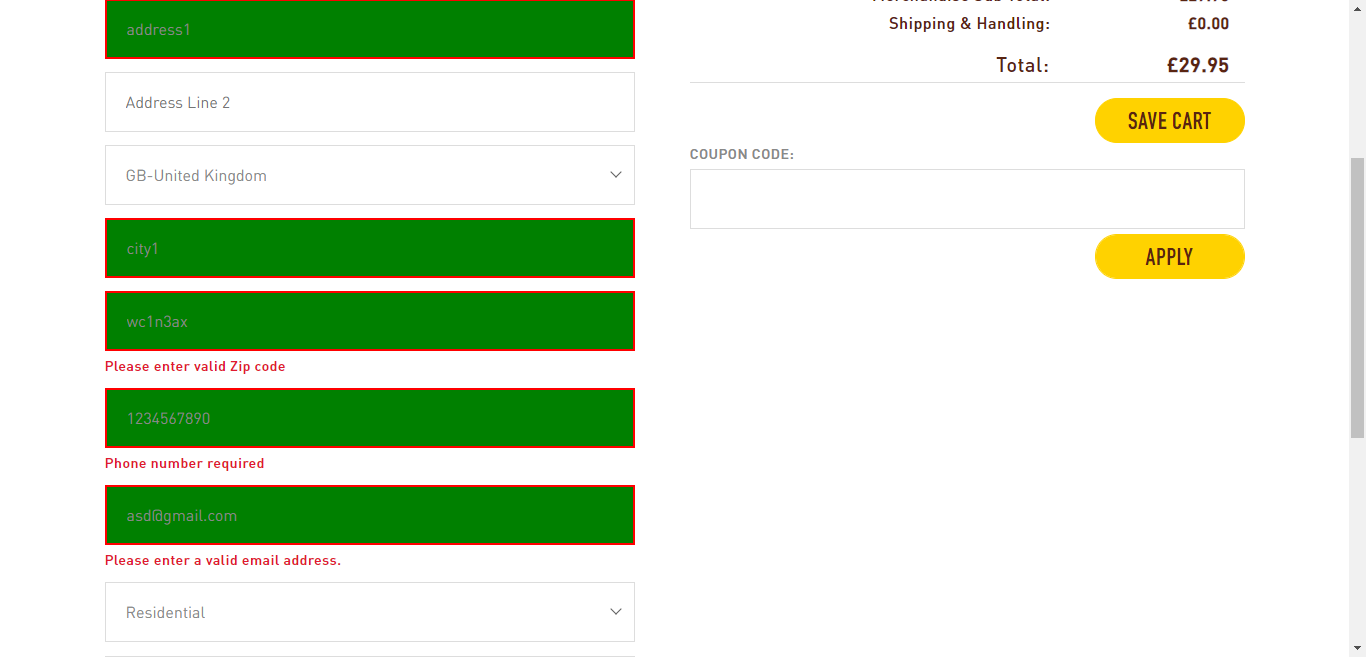 address1
Address Line 2
GB-United Kingdom
city1
wc1n3ax
Please enter valid Zip code
1234567890
Phone number required
asd@gmail.com
Please enter a valid email address.
Residential
Shipping & Handling: £0.00
Total: £29.95
SAVE CART
COUPON CODE:
APPLY